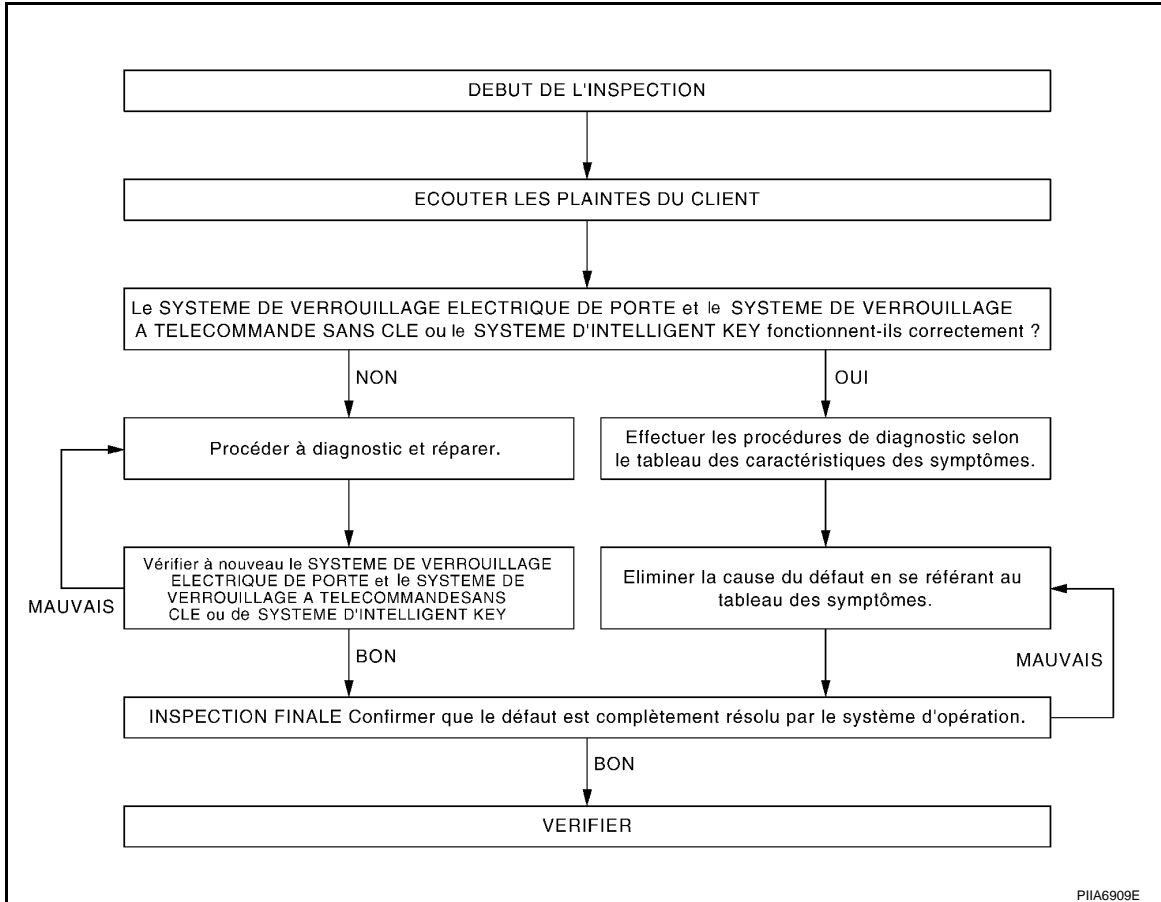 DEBUT DE L'INSPECTION
ECOUTER LES PLAINTES DU CLIENT
Le SYSTEME DE VERROUILLAGE ELECTRIQUE DE PORTE et le SYSTEME DE VERROUILLAGE
A TELECOMMANDE SANS CLE ou le SYSTEME D'INTELLIGENT KEY fonctionnent-ils correctement ?
NON
OUI
Procéder à diagnostic et réparer.
Effectuer les procédures de diagnostic selon
le tableau des caractéristiques des symptômes.
Vérifier à nouveau le SYSTEME DE VERROUILLAGE
ELECTRIQUE DE PORTE et le SYSTEME DE
VERROUILLAGE A TELECOMMANDESANS
CLE ou de SYSTEME D'INTELLIGENT KEY
Eliminer la cause du défaut en se référant au
tableau des symptômes.
MAUVAIS
BON
MAUVAIS
INSPECTION FINALE Confirmer que le défaut est complètement résolu par le système d'opération.
BON
VERIFIER
PIIA6909E